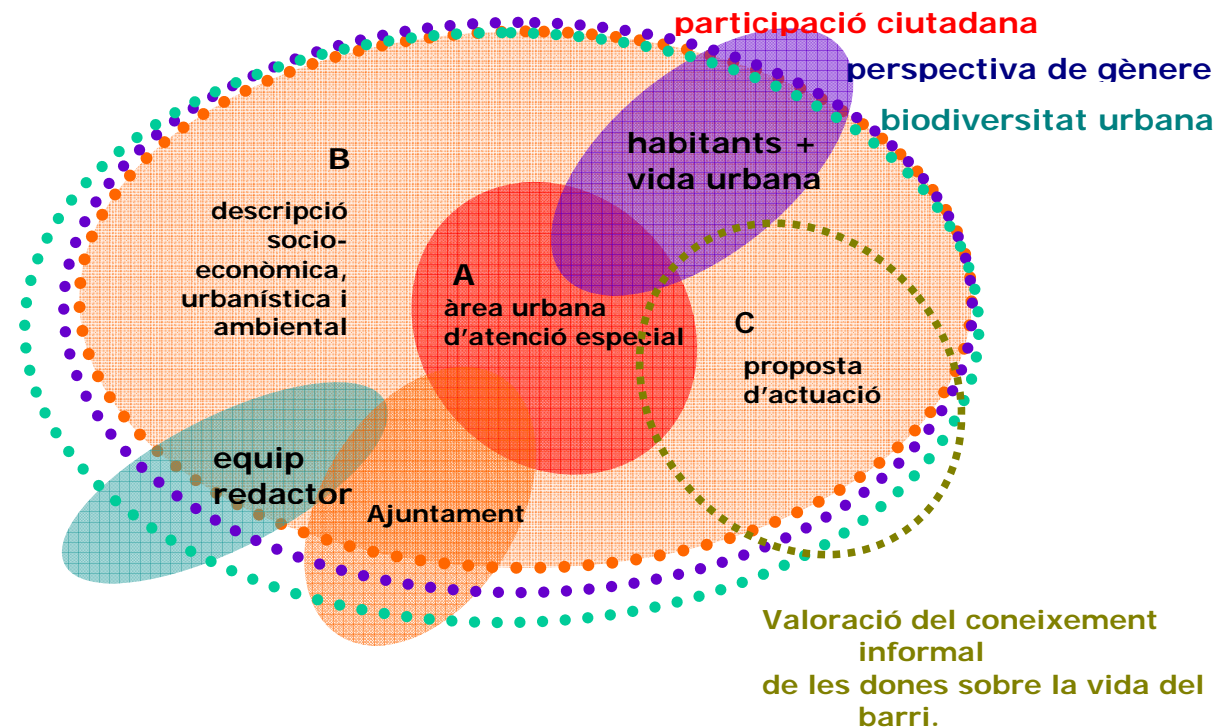 participació ciutadana
perspectiva de gènere
biodiversitat urbana
habitants +
vida urbana
B
descripció
socio-
econòmica,
urbanística i
ambiental
A
àrea urbana
d'atenció especial
C
proposta
d'actuació
equip
redactor
Ajuntament
Valoració del coneixement
informal
de les dones sobre la vida del
barri.